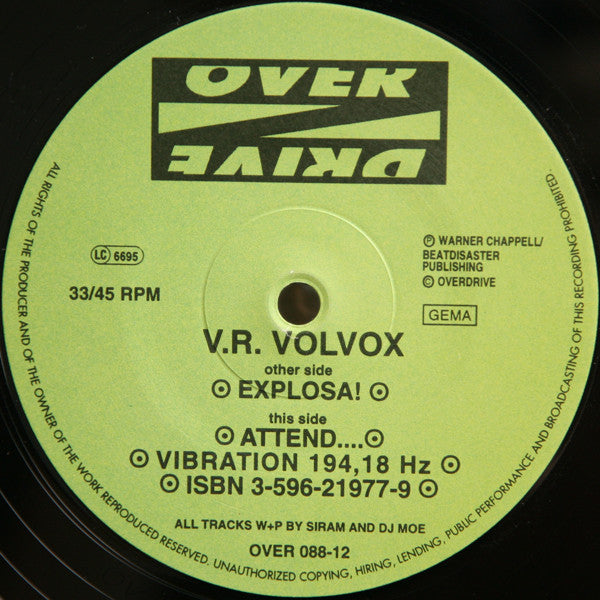 OVER
DRIVE
LC 6695
33/45 RPM
Ⓟ WARNER CHAPPELL/
BEATDISASTER
PUBLISHING
© OVERDRIVE
GEMA
V.R. VOLVOX
other side
⊙ EXPLOSA! ⊙
this side
⊙ ATTEND....⊙
⊙ VIBRATION 194,18 Hz ⊙
⊙ ISBN 3-596-21977-9 ⊙
ALL TRACKS W+P BY SIRAM AND DJ MOE
OVER 088-12
ALL RIGHTS OF THE PRODUCER AND OF THE OWNER OF THE WORK REPRODUCED RESERVED. UNAUTHORIZED COPYING, HIRING, LENDING, PUBLIC PERFORMANCE AND BROADCASTING OF THIS RECORDING PROHIBITED.